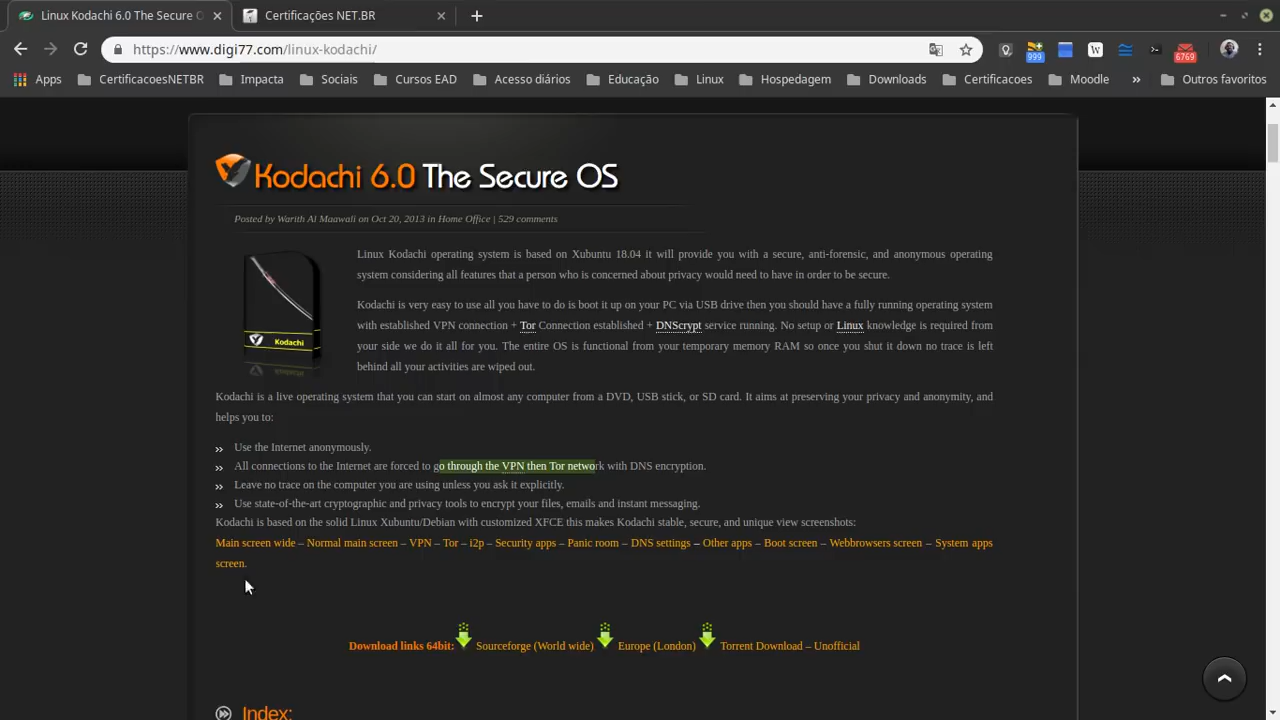 Linux Kodachi 6.0 The Secure O
Certificações NET.BR
https://www.digi77.com/linux-kodachi/
W
999
6769
Apps
CertificacoesNETBR
Impacta
Sociais
Cursos EAD
Acesso diários
Educação
Linux
Hospedagem
Downloads
Certificacoes
Moodle
»
Outros favoritos
Kodachi 6.0 The Secure OS
Posted by Warith Al Maawali on Oct 20, 2013 in Home Office | 529 comments
Linux Kodachi operating system is based on Xubuntu 18.04 it will provide you with a secure, anti-forensic, and anonymous operating
system considering all features that a person who is concerned about privacy would need to have in order to be secure.
Kodachi is very easy to use all you have to do is boot it up on your PC via USB drive then you should have a fully running operating system
with established VPN connection + Tor Connection established + DNScrypt service running. No setup or Linux knowledge is required from
your side we do it all for you. The entire OS is functional from your temporary memory RAM so once you shut it down no trace is left
behind all your activities are wiped out.
Kodachi
Kodachi is a live operating system that you can start on almost any computer from a DVD, USB stick, or SD card. It aims at preserving your privacy and anonymity, and
helps you to:
Use the Internet anonymously.
All connections to the Internet are forced to go through the VPN then Tor network with DNS encryption.
Leave no trace on the computer you are using unless you ask it explicitly.
Use state-of-the-art cryptographic and privacy tools to encrypt your files, emails and instant messaging.
Kodachi is based on the solid Linux Xubuntu/Debian with customized XFCE this makes Kodachi stable, secure, and unique view screenshots:
Main screen wide – Normal main screen – VPN – Tor – i2p – Security apps – Panic room – DNS settings – Other apps – Boot screen – Webbrowsers screen – System apps
screen.
Download links 64bit: Sourceforge (World wide) Europe (London) Torrent Download – Unofficial
Index: